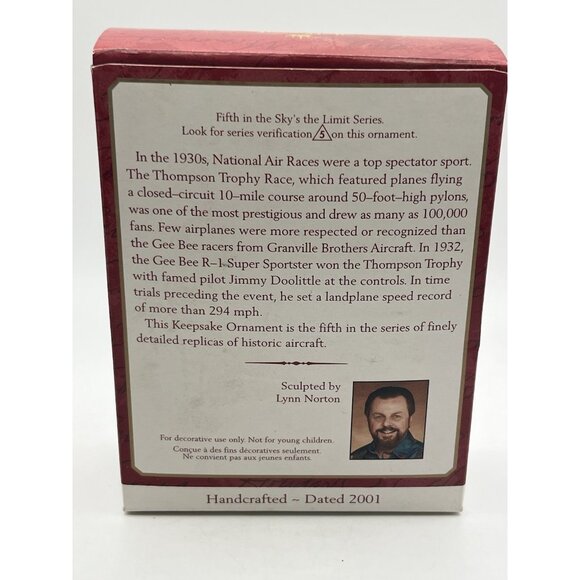 Fifth in the Sky's the Limit Series.
Look for series verification 5 on this ornament.
In the 1930s, National Air Races were a top spectator sport.
The Thompson Trophy Race, which featured planes flying
a closed–circuit 10–mile course around 50–foot–high pylons,
was one of the most prestigious and drew as many as 100,000
fans. Few airplanes were more respected or recognized than
the Gee Bee racers from Granville Brothers Aircraft. In 1932,
the Gee Bee R–1 Super Sportster won the Thompson Trophy
with famed pilot Jimmy Doolittle at the controls. In time
trials preceding the event, he set a landplane speed record
of more than 294 mph.
This Keepsake Ornament is the fifth in the series of finely
detailed replicas of historic aircraft.
Sculpted by
Lynn Norton
For decorative use only. Not for young children.
Conçue à des fins décoratives seulement.
Ne convient pas aux jeunes enfants.
Handcrafted ~ Dated 2001